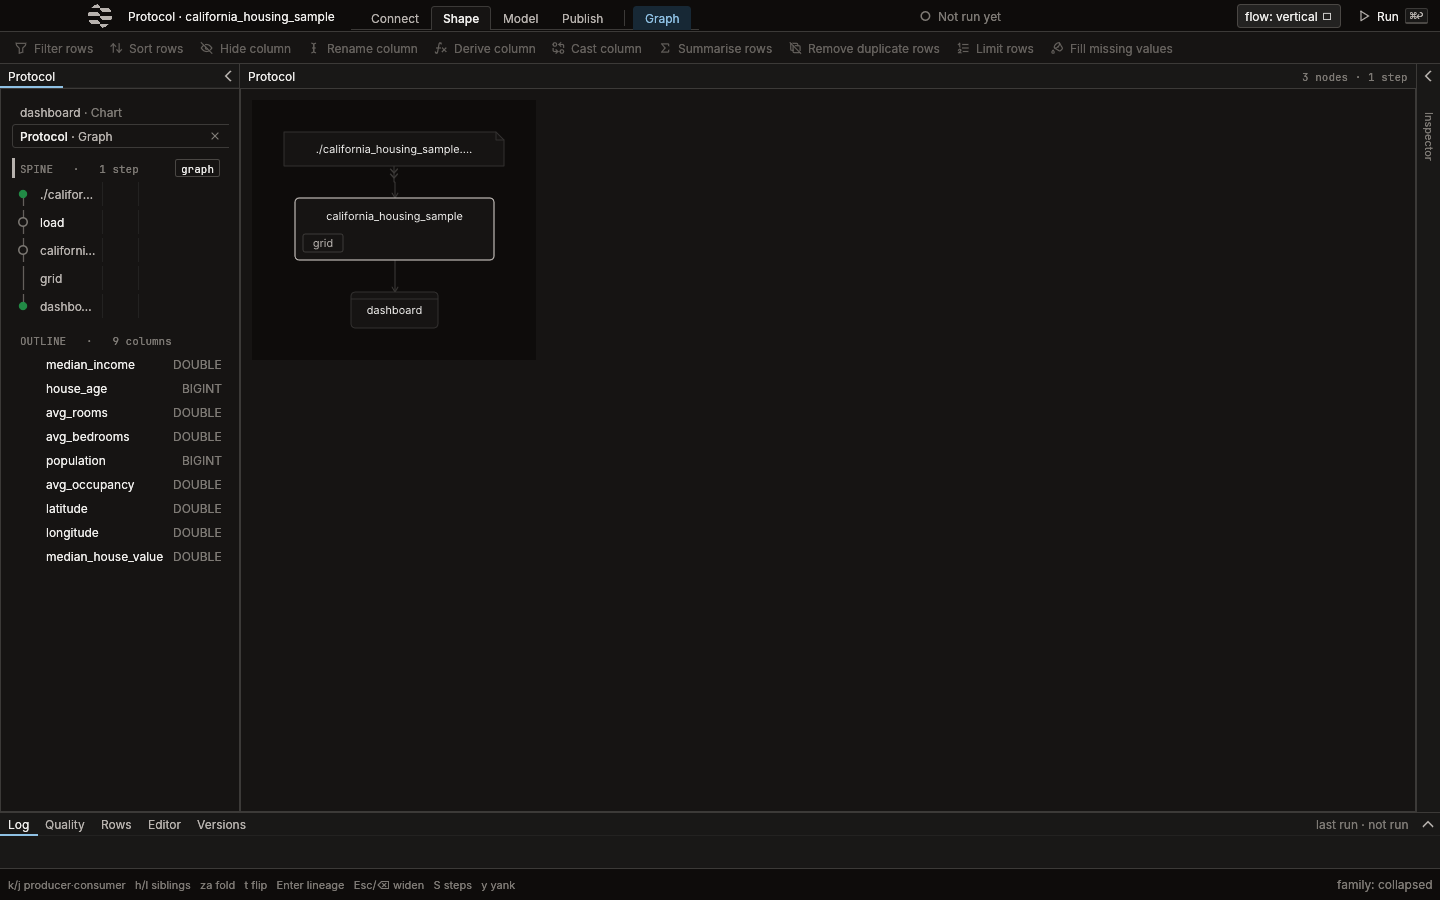 Protocol · california_housing_sample
Connect
Shape
Model
Publish
Graph
Not run yet
flow: vertical
Run
Filter rows
Sort rows
Hide column
Rename column
Derive column
Cast column
Summarise rows
Remove duplicate rows
Limit rows
Fill missing values
Protocol
Protocol
3 nodes · 1 step
dashboard · Chart
Protocol · Graph
SPINE · 1 step
graph
./califor...
load
californi...
grid
dashbo...
OUTLINE · 9 columns
median_income DOUBLE
house_age BIGINT
avg_rooms DOUBLE
avg_bedrooms DOUBLE
population BIGINT
avg_occupancy DOUBLE
latitude DOUBLE
longitude DOUBLE
median_house_value DOUBLE
./california_housing_sample....
california_housing_sample
grid
dashboard
Inspector
Log
Quality
Rows
Editor
Versions
last run · not run
k/j producer·consumer h/l siblings za fold t flip Enter lineage Esc/⌫ widen S steps y yank
family: collapsed